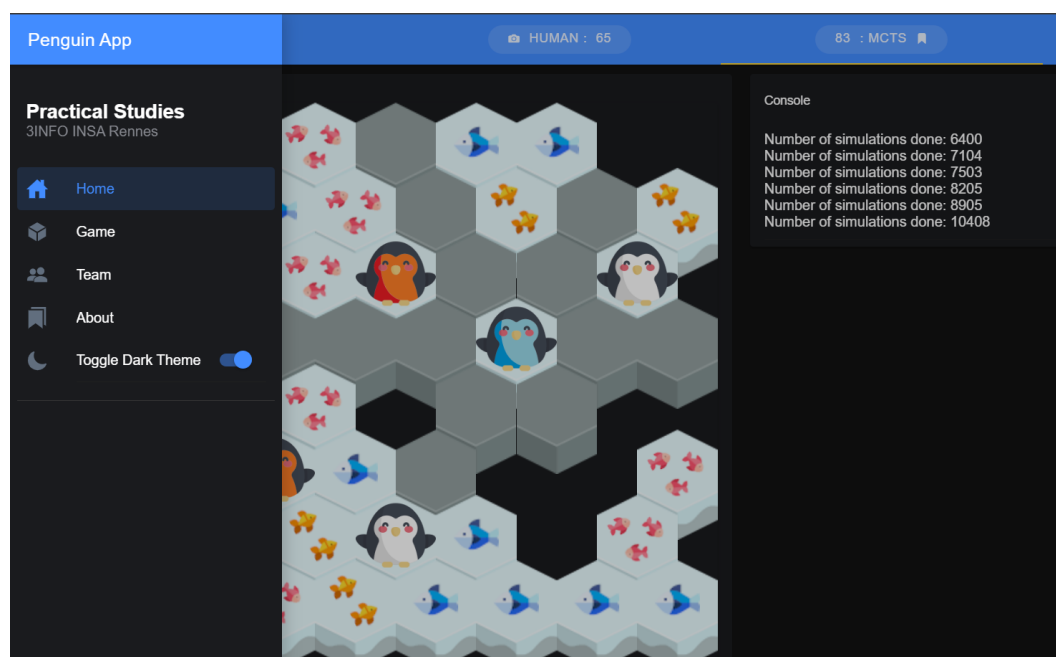 Penguin App
HUMAN : 65
83 : MCTS
Practical Studies
3INFO INSA Rennes
Home
Game
Team
About
Toggle Dark Theme
Console
Number of simulations done: 6400
Number of simulations done: 7104
Number of simulations done: 7503
Number of simulations done: 8205
Number of simulations done: 8905
Number of simulations done: 10408